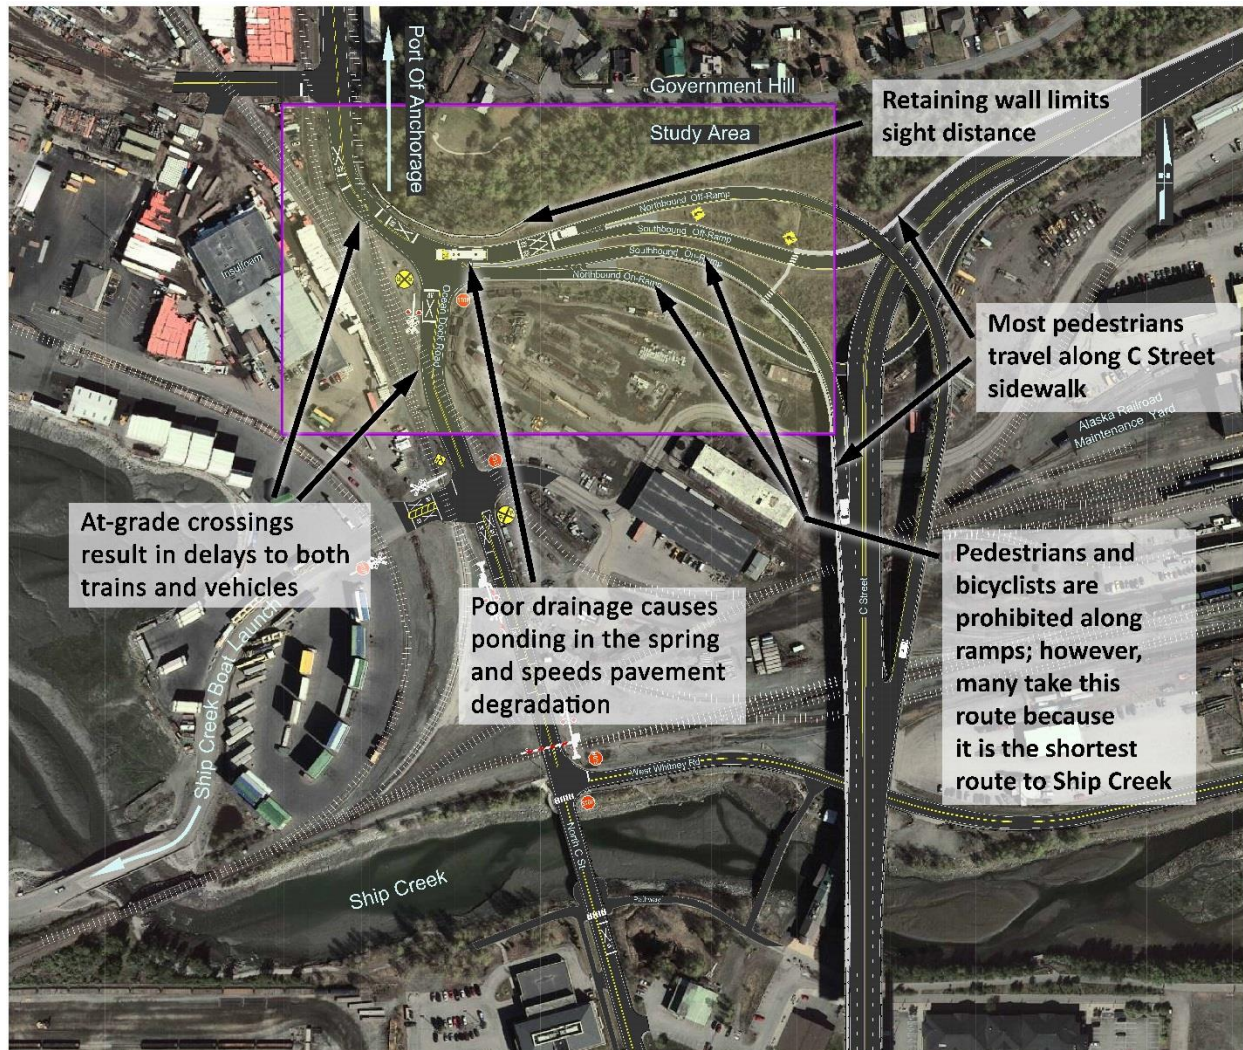 Port Of Anchorage
Government Hill
Study Area
Retaining wall limits
sight distance
Northbound Off-Ramp
Southbound Off-Ramp
Southbound On-Ramp
Northbound On-Ramp
Insulfoam
Ocean Dock Road
STOP
Most pedestrians
travel along C Street
sidewalk
Alaska Railroad
Maintenance Yard
At-grade crossings
result in delays to both
trains and vehicles
Poor drainage causes
ponding in the spring
and speeds pavement
degradation
Pedestrians and
bicyclists are
prohibited along
ramps; however,
many take this
route because
it is the shortest
route to Ship Creek
C Street
Ship Creek Boat Launch
West Whitney Rd
STOP
North C St
Ship Creek
Pathway